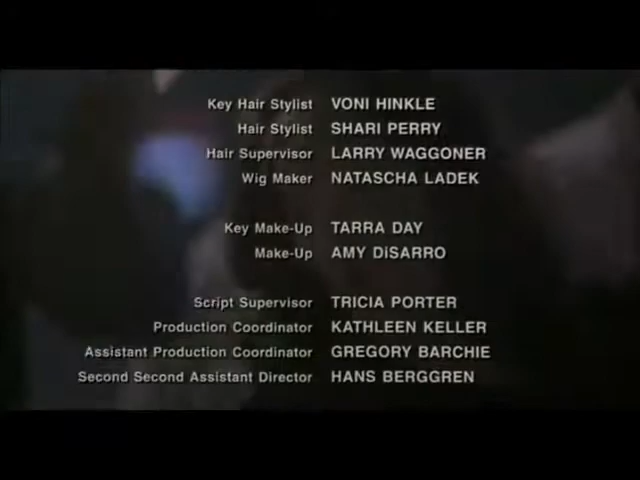 Key Hair Stylist VONI HINKLE
Hair Stylist SHARI PERRY
Hair Supervisor LARRY WAGGONER
Wig Maker NATASCHA LADEK
Key Make-Up TARRA DAY
Make-Up AMY DiSARRO
Script Supervisor TRICIA PORTER
Production Coordinator KATHLEEN KELLER
Assistant Production Coordinator GREGORY BARCHIE
Second Second Assistant Director HANS BERGGREN